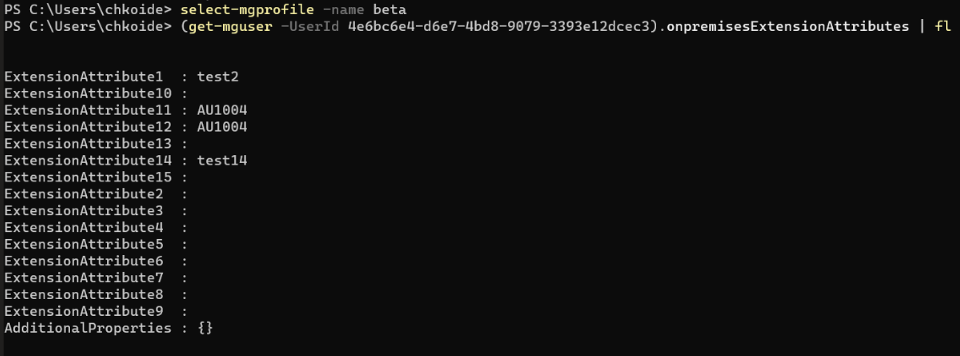 PS C:\Users\chkoide> select-mgprofile -name beta
PS C:\Users\chkoide> (get-mguser -UserId 4e6bc6e4-d6e7-4bd8-9079-3393e12dcec3).onpremisesExtensionAttributes | fl
ExtensionAttribute1 : test2
ExtensionAttribute10 :
ExtensionAttribute11 : AU1004
ExtensionAttribute12 : AU1004
ExtensionAttribute13 :
ExtensionAttribute14 : test14
ExtensionAttribute15 :
ExtensionAttribute2 :
ExtensionAttribute3 :
ExtensionAttribute4 :
ExtensionAttribute5 :
ExtensionAttribute6 :
ExtensionAttribute7 :
ExtensionAttribute8 :
ExtensionAttribute9 :
AdditionalProperties : {}